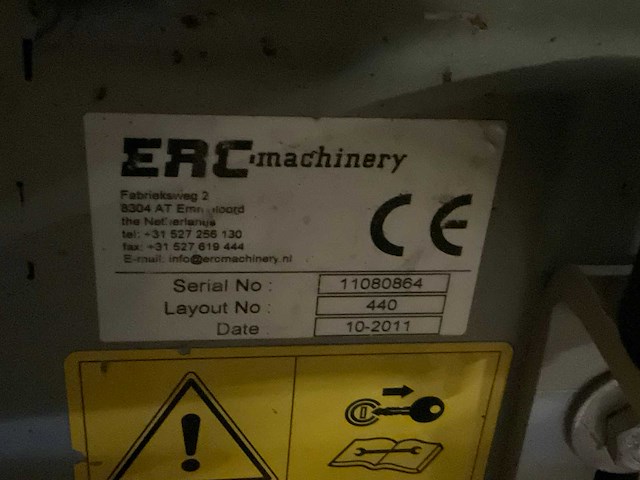 ERC machinery
Fabrieksweg 2
8304 AT Emmeloord
the Netherlands
tel: +31 527 256 130
fax: +31 527 619 444
E-mail: info@ercmachinery.nl
CE
Serial No : 11080864
Layout No : 440
Date : 10-2011